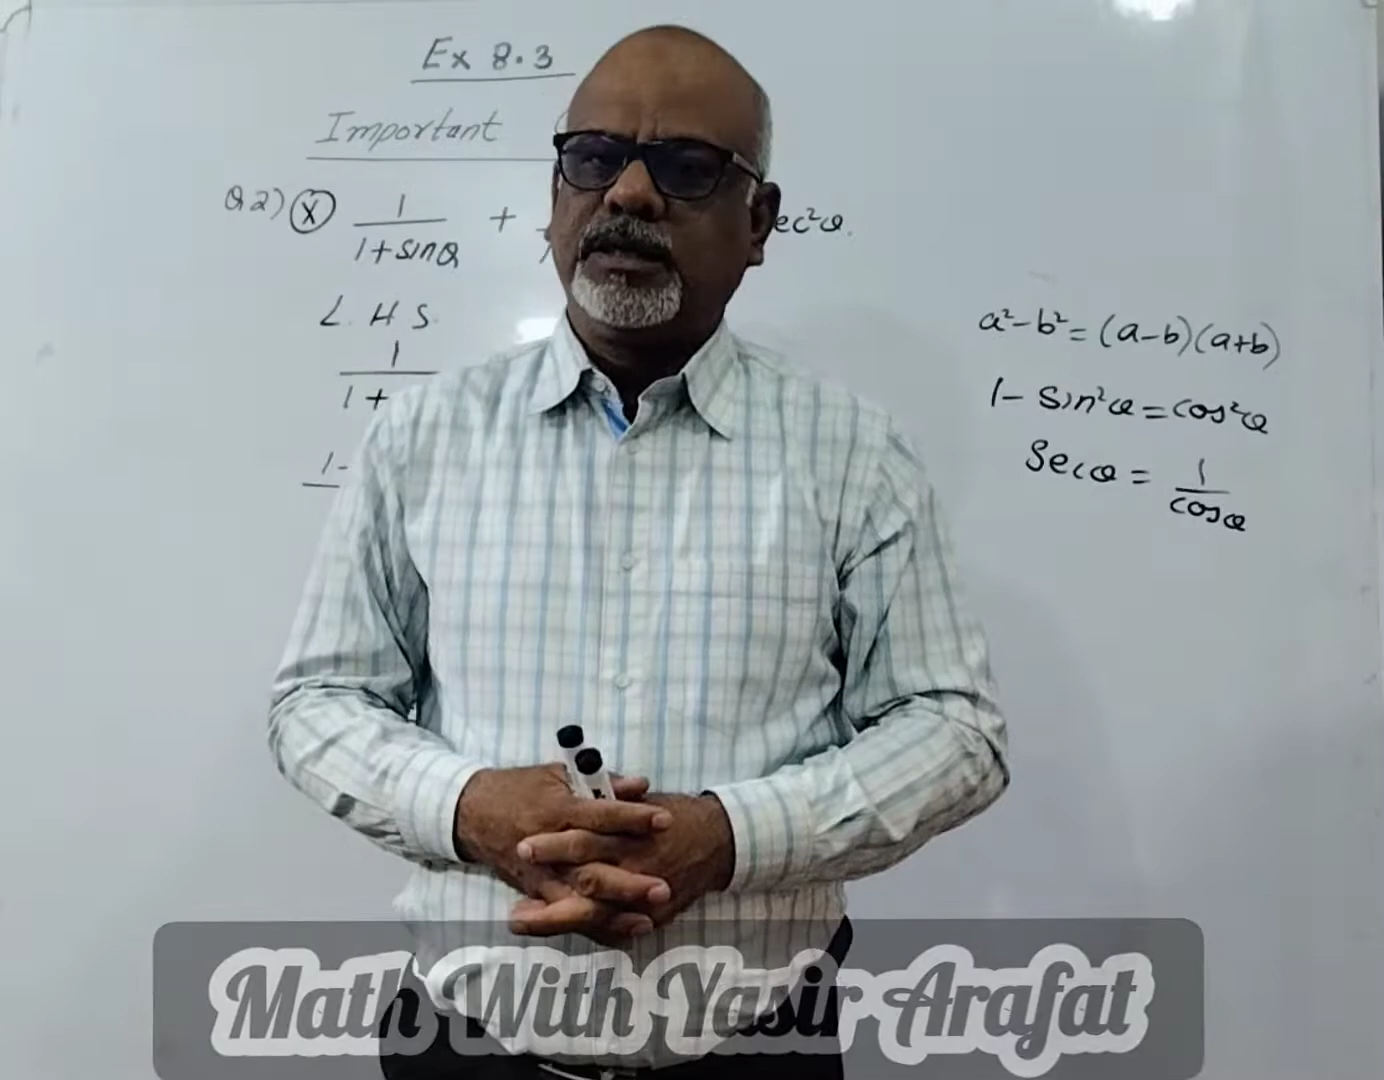 Ex 8.3
Important
Q2) (x) 1/(1+sinθ) + ec²θ.
L.H.S.
1/1+
1-
a²-b²=(a-b)(a+b)
1-sin²θ=cos²θ
Secθ = 1/cosθ
Math With Yasir Arafat